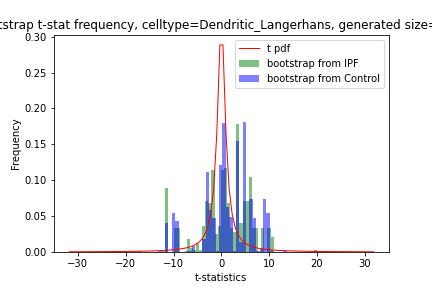 tstrap t-stat frequency, celltype=Dendritic_Langerhans, generated size=
t pdf
bootstrap from IPF
bootstrap from Control
0.30
0.25
0.20
0.15
0.10
0.05
0.00
Frequency
−30 −20 −10 0 10 20 30
t-statistics